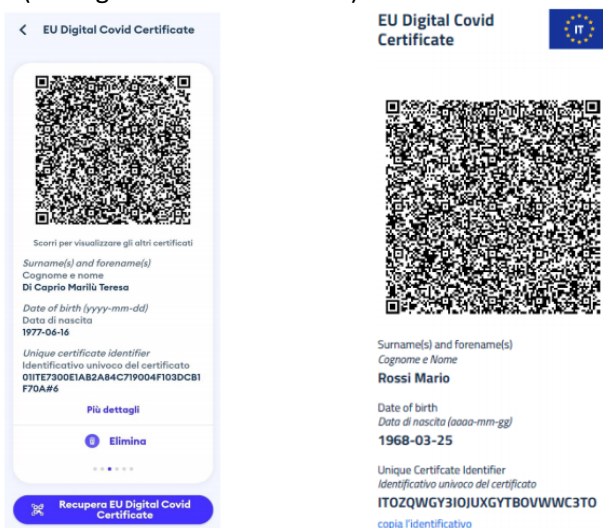 EU Digital Covid Certificate
Scorri per visualizzare gli altri certificati
Surname(s) and forename(s)
Cognome e nome
Di Caprio Marilù Teresa
Date of birth (yyyy-mm-dd)
Data di nascita
1977-06-16
Unique certificate identifier
Identificativo univoco del certificato
01IITE7300E1AB2A84C719004F103DCB1
F70A#6
Più dettagli
Elimina
Recupera EU Digital Covid
Certificate
EU Digital Covid
Certificate
IT
Surname(s) and forename(s)
Cognome e Nome
Rossi Mario
Date of birth
Data di nascita (aaaa-mm-gg)
1968-03-25
Unique Certifcate Identifier
Identificativo univoco del certificato
ITOZQWGY3IOJUXGYTBOVWWC3TO
copia l'identificativo